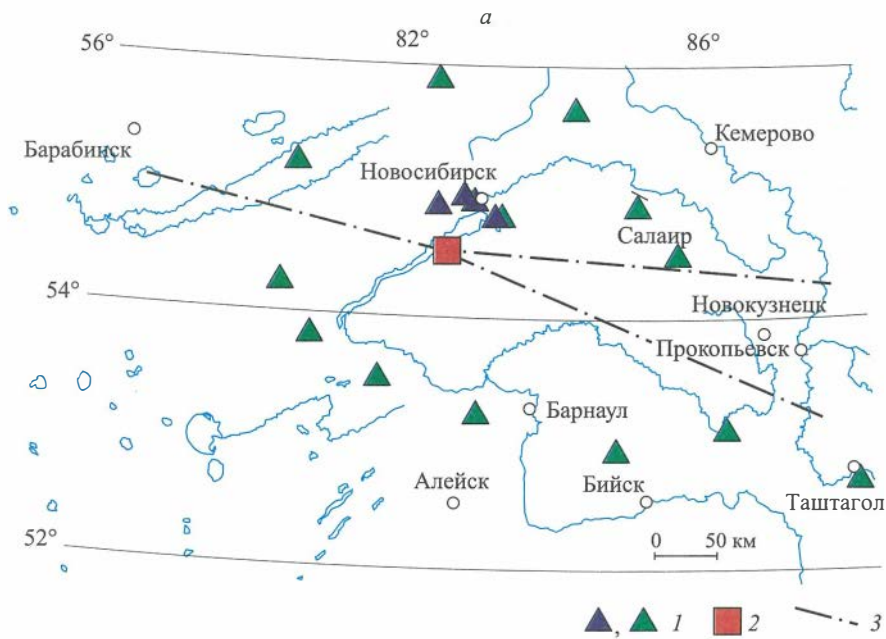 а
56° 82° 86°
Барабинск
Кемерово
Новосибирск
Салаир
54°
Новокузнецк
Прокопьевск
Барнаул
Алейск
Бийск
Таштагол
52°
0 50 км
, 1 2 3